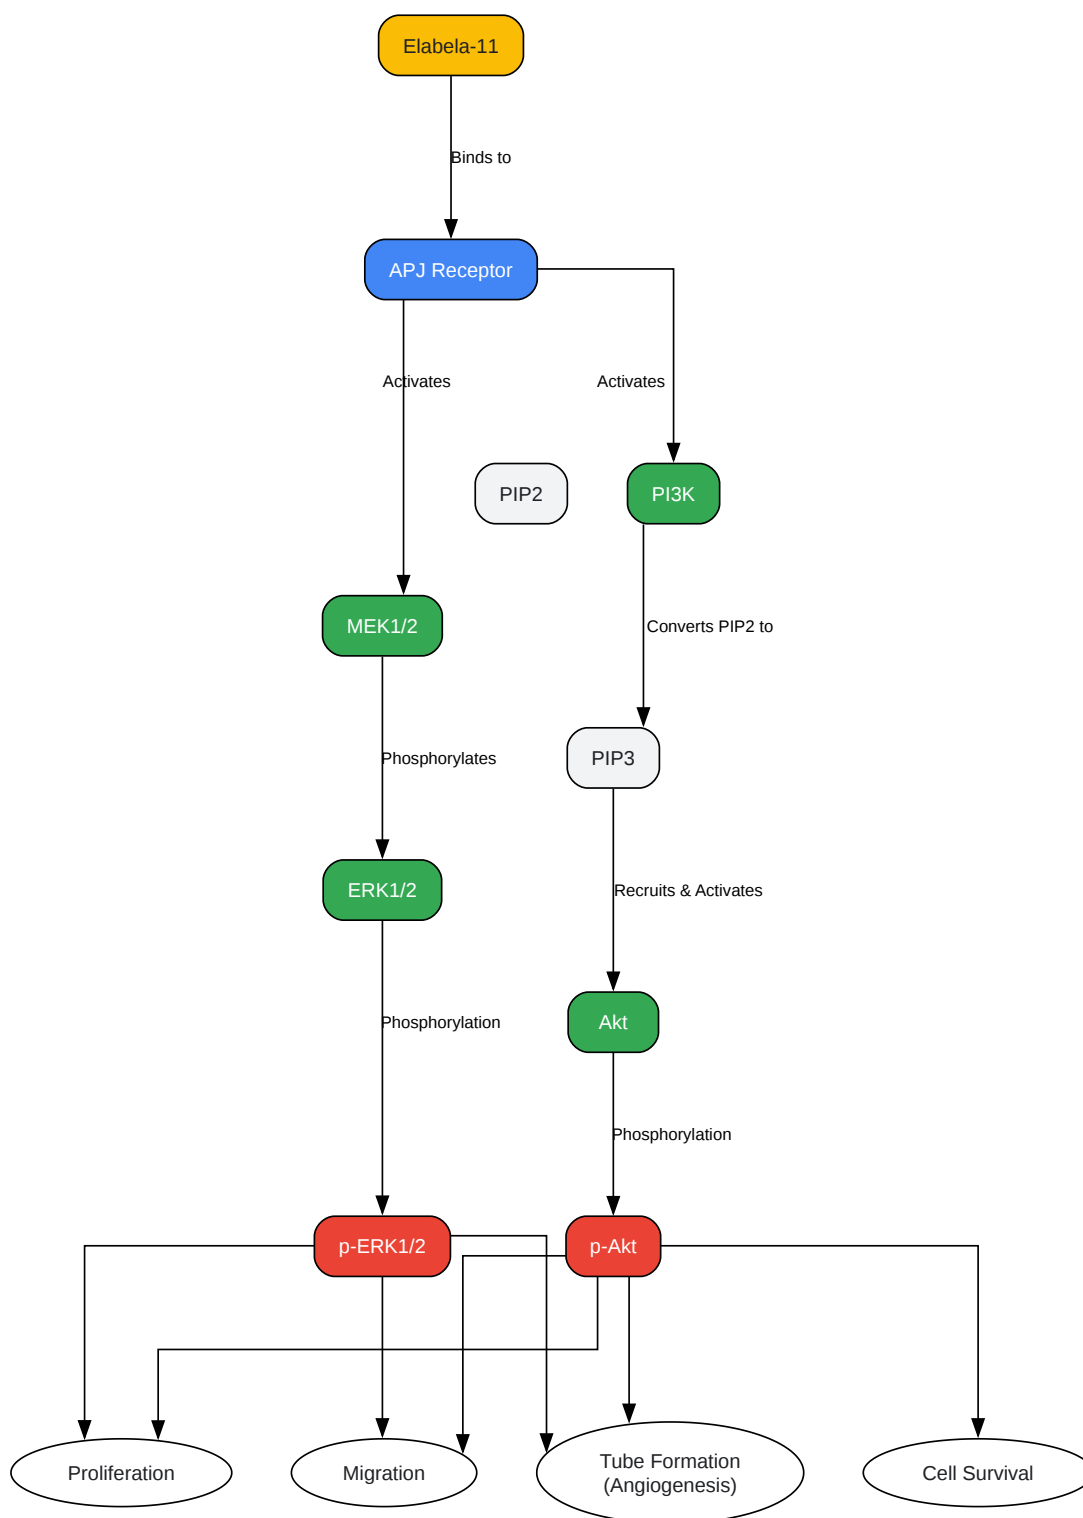 Elabela-11
Binds to
APJ Receptor
Activates
Activates
PIP2
PI3K
MEK1/2
Converts PIP2 to
Phosphorylates
PIP3
ERK1/2
Recruits & Activates
Phosphorylation
Akt
Phosphorylation
p-ERK1/2
p-Akt
Proliferation
Migration
Tube Formation
(Angiogenesis)
Cell Survival